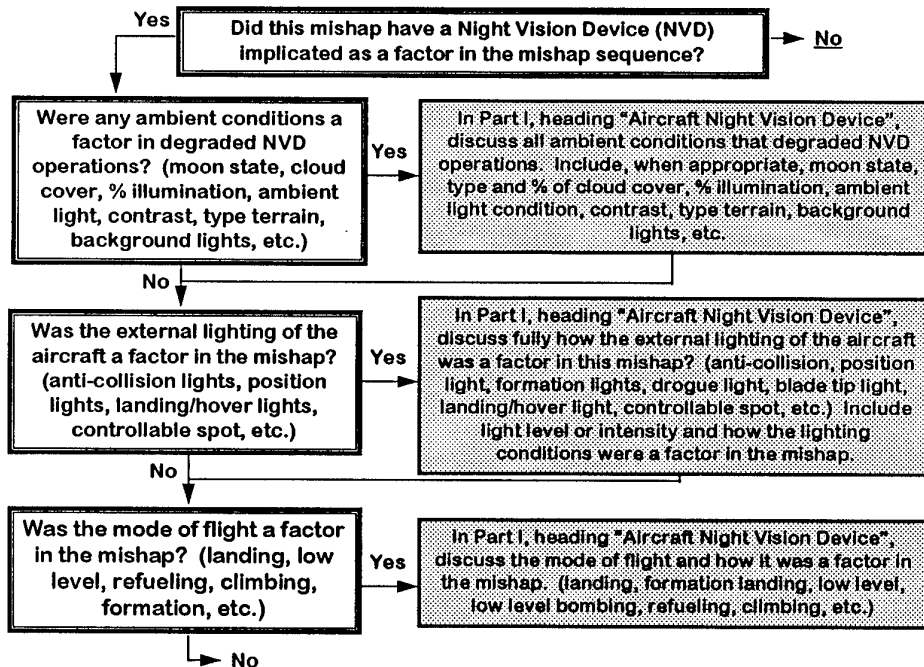 Yes
Did this mishap have a Night Vision Device (NVD)
implicated as a factor in the mishap sequence?
No
Were any ambient conditions a
factor in degraded NVD
operations? (moon state, cloud
cover, % illumination, ambient
light, contrast, type terrain,
background lights, etc.)
Yes
In Part I, heading "Aircraft Night Vision Device",
discuss all ambient conditions that degraded NVD
operations. Include, when appropriate, moon state,
type and % of cloud cover, % illumination, ambient
light condition, contrast, type terrain, background
lights, etc.
No
Was the external lighting of the
aircraft a factor in the mishap?
(anti-collision lights, position
lights, landing/hover lights,
controllable spot, etc.)
Yes
In Part I, heading "Aircraft Night Vision Device",
discuss fully how the external lighting of the aircraft
was a factor in this mishap? (anti-collision, position
light, formation lights, drogue light, blade tip light,
landing/hover light, controllable spot, etc.) Include
light level or intensity and how the lighting
conditions were a factor in the mishap.
No
Was the mode of flight a factor
in the mishap? (landing, low
level, refueling, climbing,
formation, etc.)
Yes
In Part I, heading "Aircraft Night Vision Device",
discuss the mode of flight and how it was a factor in
the mishap. (landing, formation landing, low level,
low level bombing, refueling, climbing, etc.)
No